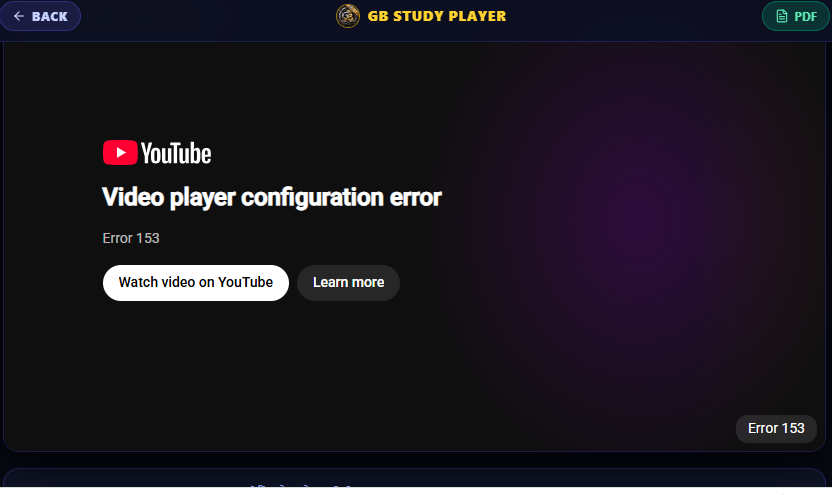 BACK
GB STUDY PLAYER
PDF
YouTube
Video player configuration error
Error 153
Watch video on YouTube
Learn more
Error 153